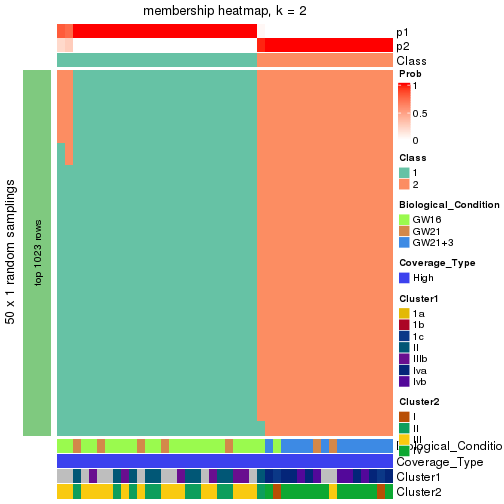 membership heatmap, k = 2
p1
p2
Class
Prob
1
0.5
0
Class
1
2
Biological_Condition
GW16
GW21
GW21+3
Coverage_Type
High
Cluster1
1a
1b
1c
II
IIIb
Iva
Ivb
Cluster2
I
II
III
IV
50 x 1 random samplings
top 1023 rows
Biological_Condition
Coverage_Type
Cluster1
Cluster2